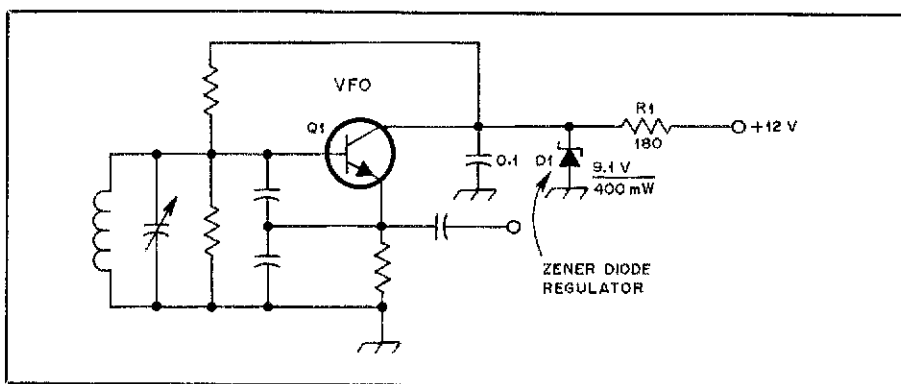 VFO
Q1
R1
180
+12 V
0.1
D1
9.1 V
400 mW
ZENER DIODE
REGULATOR